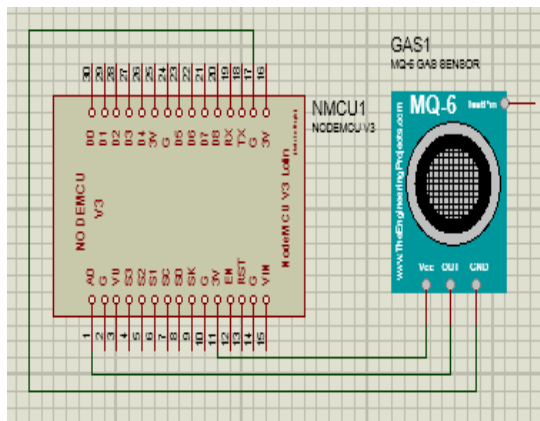 GAS1
MQ-6 GAS SENSOR
30 29 28 27 26 25 24 23 22 21 20 19 18 17 16
D0 D1 D2 D3 D4 3V G D5 D6 D7 D8 RX TX G 3V
NMCU1
NODEMCU V3
NODEMCU
V3
NodeMCU V3 Lolin
A0 G VU S3 S2 S1 SC S0 SK G 3V EN RST G VIN
1 2 3 4 5 6 7 8 9 10 11 12 13 14 15
MQ-6
TestPin
www.TheEngineeringProjects.com
Vcc OUT GND